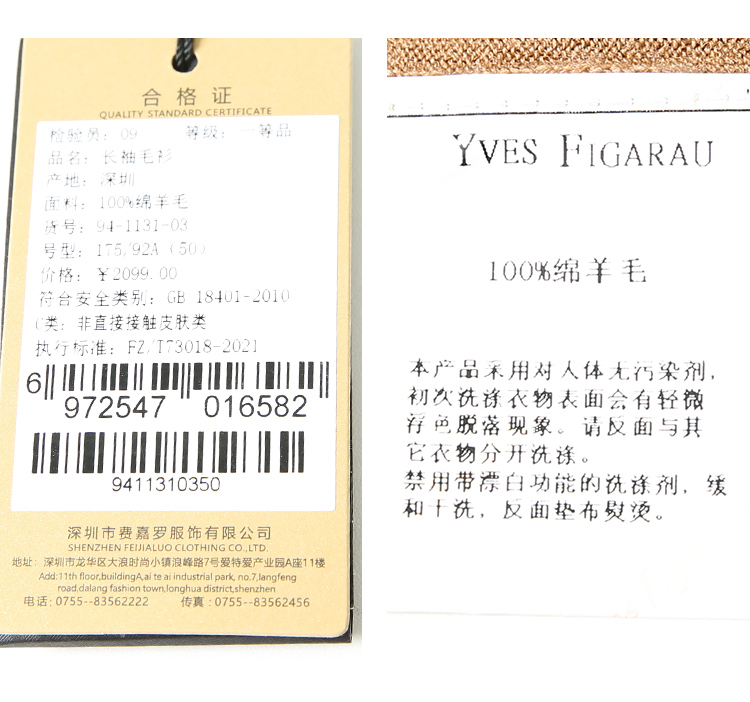 合格证
QUALITY STANDARD CERTIFICATE
检验员：09 等级：一等品
品名：长袖毛衫
产地：深圳
面料：100%绵羊毛
货号：94-1131-03
号型：175/92A（50）
价格：￥2099.00
符合安全类别：GB 18401-2010
C类：非直接接触皮肤类
执行标准：FZ/T73018-2021
6 972547 016582
9411310350
深圳市费嘉罗服饰有限公司
SHENZHEN FEIJIALUO CLOTHING CO.,LTD.
地址：深圳市龙华区大浪时尚小镇浪峰路7号爱特爱产业园A座11楼
Add:11th floor,buildingA,ai te ai industrial park, no.7,langfeng
road,dalang fashion town,longhua district,shenzhen
电话：0755--83562222 传真：0755--83562456
YVES FIGARAU
100%绵羊毛
本产品采用对人体无污染剂，
初次洗涤衣物表面会有轻微
浮色脱落现象。请反面与其
它衣物分开洗涤。
禁用带漂白功能的洗涤剂，缓
和干洗，反面垫布熨烫。